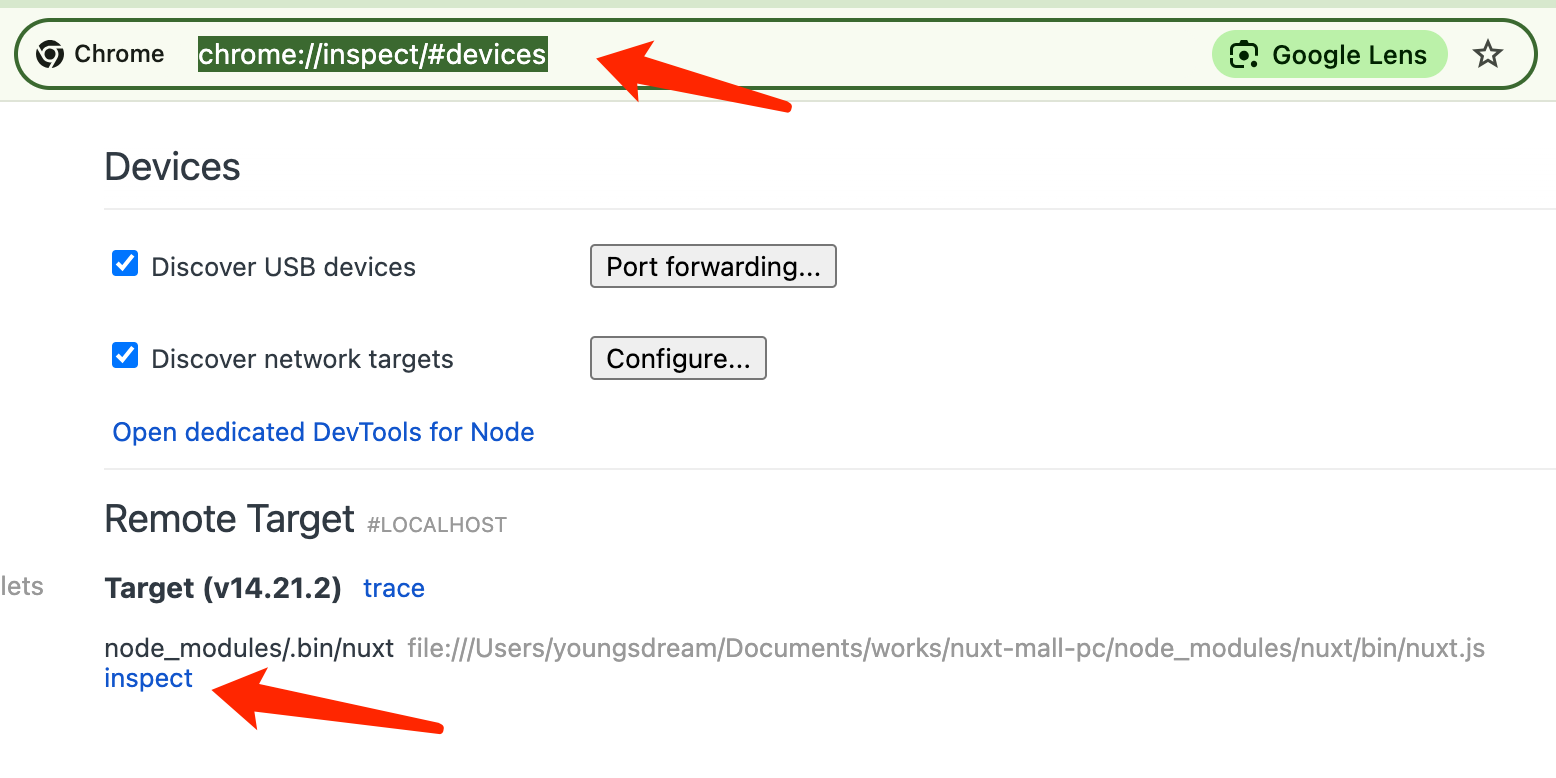 Chrome chrome://inspect/#devices Google Lens
Devices
Discover USB devices Port forwarding...
Discover network targets Configure...
Open dedicated DevTools for Node
Remote Target #LOCALHOST
lets Target (v14.21.2) trace
node_modules/.bin/nuxt file:///Users/youngsdream/Documents/works/nuxt-mall-pc/node_modules/nuxt/bin/nuxt.js
inspect